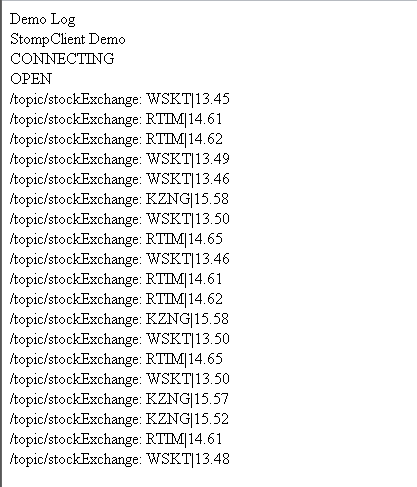 Demo Log
StompClient Demo
CONNECTING
OPEN
/topic/stockExchange: WSKT|13.45
/topic/stockExchange: RTIM|14.61
/topic/stockExchange: RTIM|14.62
/topic/stockExchange: WSKT|13.49
/topic/stockExchange: WSKT|13.46
/topic/stockExchange: KZNG|15.58
/topic/stockExchange: WSKT|13.50
/topic/stockExchange: RTIM|14.65
/topic/stockExchange: WSKT|13.46
/topic/stockExchange: RTIM|14.61
/topic/stockExchange: RTIM|14.62
/topic/stockExchange: KZNG|15.58
/topic/stockExchange: WSKT|13.50
/topic/stockExchange: RTIM|14.65
/topic/stockExchange: WSKT|13.50
/topic/stockExchange: KZNG|15.57
/topic/stockExchange: KZNG|15.52
/topic/stockExchange: RTIM|14.61
/topic/stockExchange: WSKT|13.48